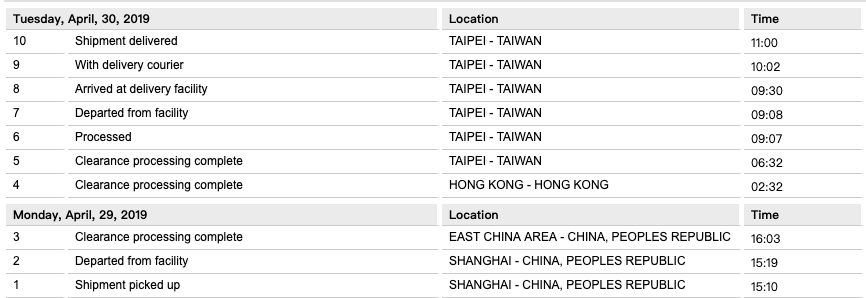 Tuesday, April, 30, 2019 Location Time
10 Shipment delivered TAIPEI - TAIWAN 11:00
9 With delivery courier TAIPEI - TAIWAN 10:02
8 Arrived at delivery facility TAIPEI - TAIWAN 09:30
7 Departed from facility TAIPEI - TAIWAN 09:08
6 Processed TAIPEI - TAIWAN 09:07
5 Clearance processing complete TAIPEI - TAIWAN 06:32
4 Clearance processing complete HONG KONG - HONG KONG 02:32
Monday, April, 29, 2019 Location Time
3 Clearance processing complete EAST CHINA AREA - CHINA, PEOPLES REPUBLIC 16:03
2 Departed from facility SHANGHAI - CHINA, PEOPLES REPUBLIC 15:19
1 Shipment picked up SHANGHAI - CHINA, PEOPLES REPUBLIC 15:10